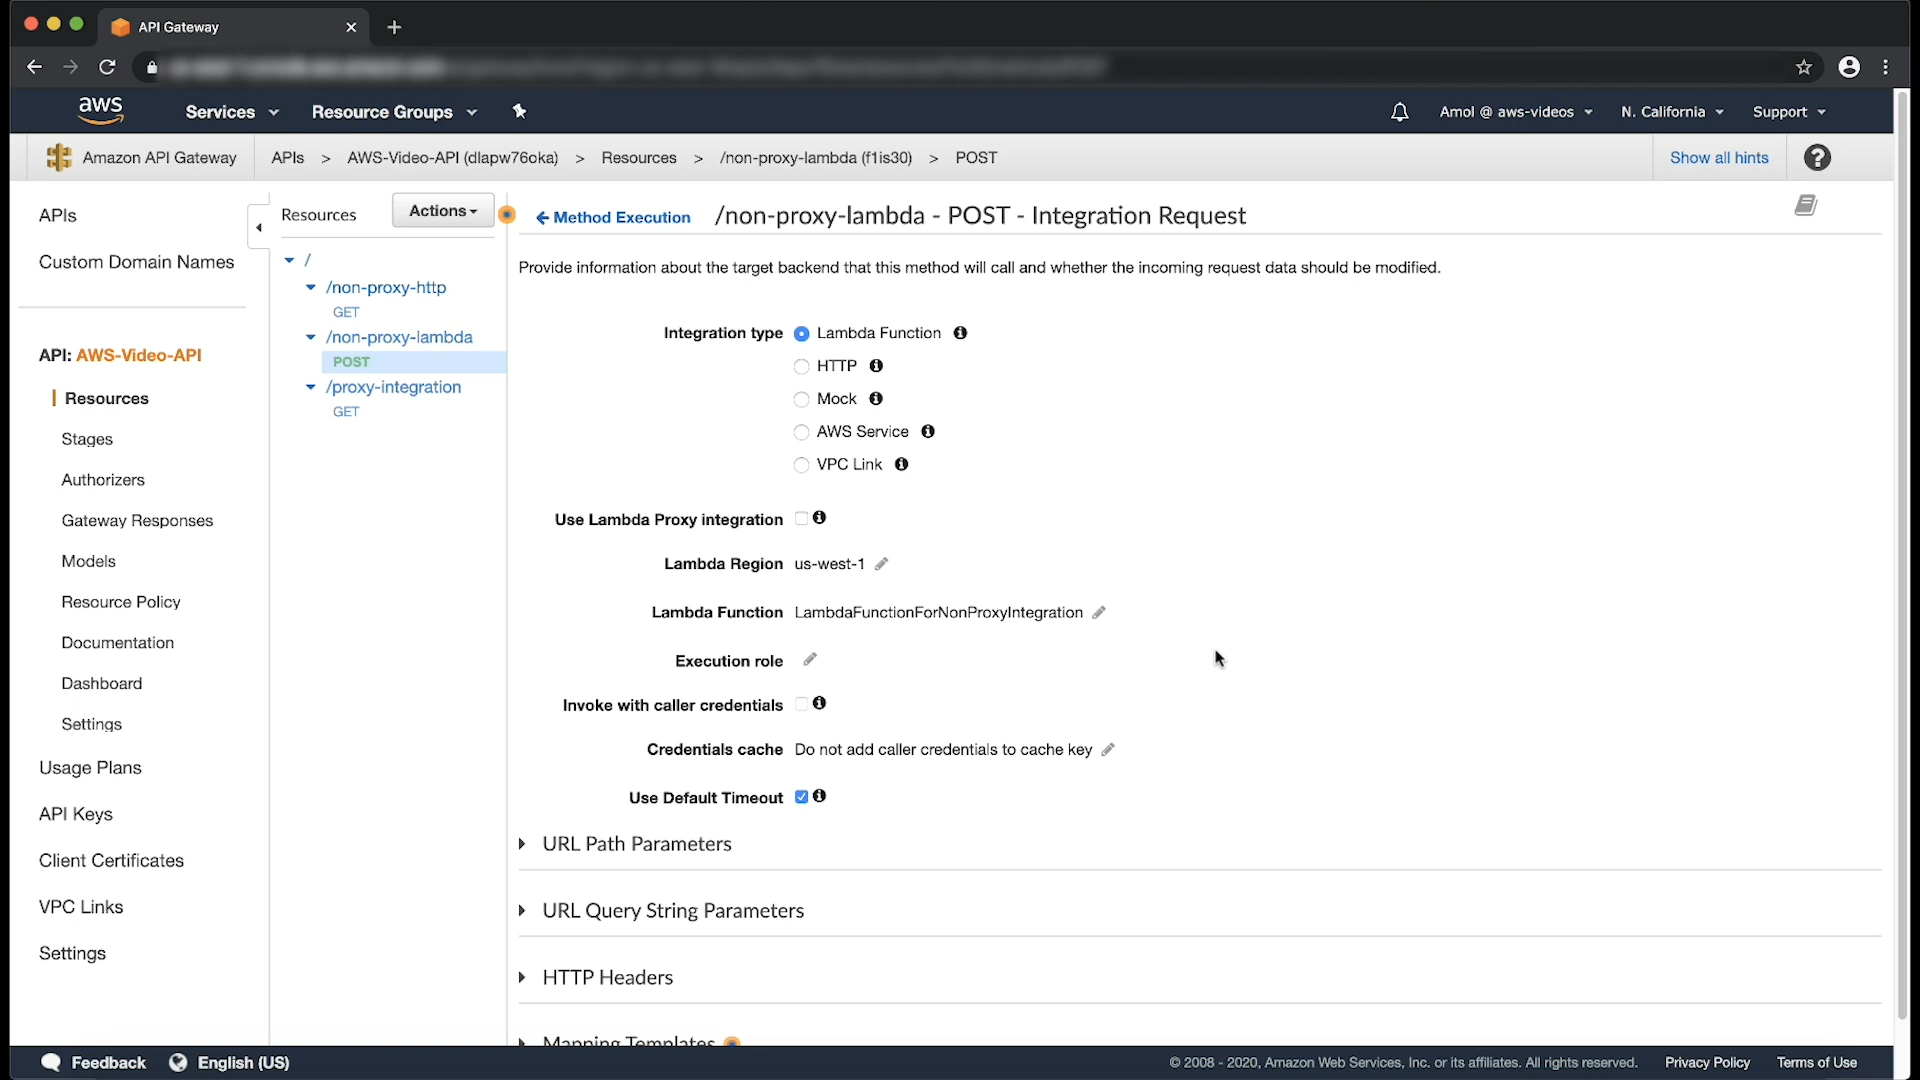 API Gateway
aws
Services
Resource Groups
Amol @ aws-videos
N. California
Support
Amazon API Gateway
APIs > AWS-Video-API (dlapw76oka) > Resources > /non-proxy-lambda (f1is30) > POST
Show all hints
APIs
Custom Domain Names
API: AWS-Video-API
Resources
Stages
Authorizers
Gateway Responses
Models
Resource Policy
Documentation
Dashboard
Settings
Usage Plans
API Keys
Client Certificates
VPC Links
Settings
Resources
Actions
/
/non-proxy-http
GET
/non-proxy-lambda
POST
/proxy-integration
GET
Method Execution
/non-proxy-lambda - POST - Integration Request
Provide information about the target backend that this method will call and whether the incoming request data should be modified.
Integration type Lambda Function
HTTP
Mock
AWS Service
VPC Link
Use Lambda Proxy integration
Lambda Region us-west-1
Lambda Function LambdaFunctionForNonProxyIntegration
Execution role
Invoke with caller credentials
Credentials cache Do not add caller credentials to cache key
Use Default Timeout
URL Path Parameters
URL Query String Parameters
HTTP Headers
Mapping Templates
Feedback
English (US)
© 2008 - 2020, Amazon Web Services, Inc. or its affiliates. All rights reserved.
Privacy Policy
Terms of Use